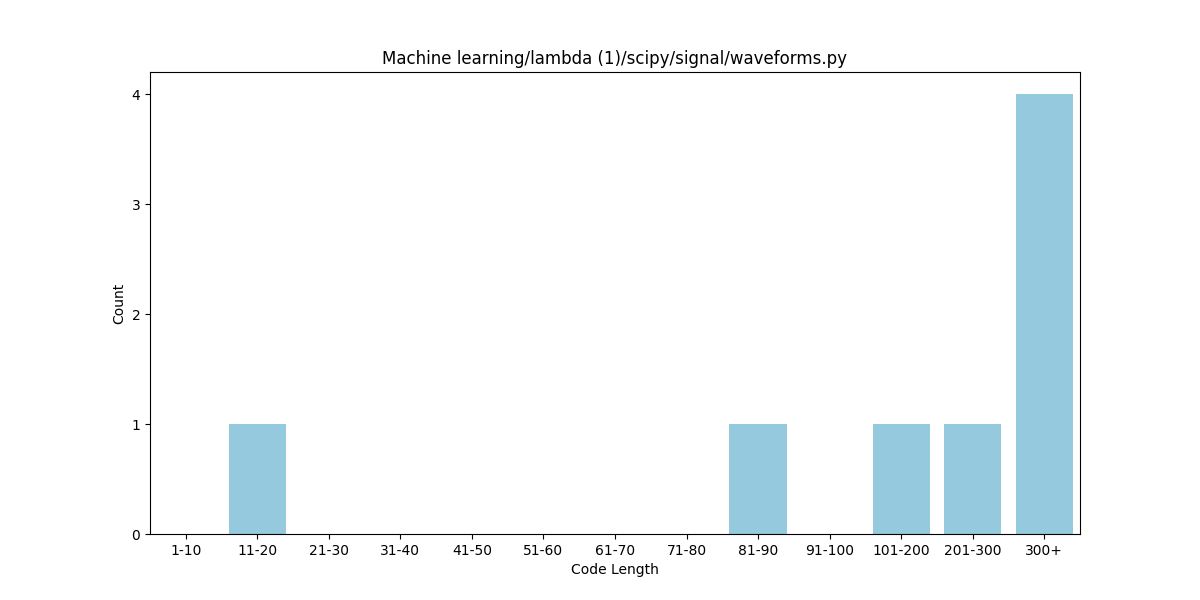 Machine learning/lambda (1)/scipy/signal/waveforms.py
4
3
2
1
0
Count
1-10 11-20 21-30 31-40 41-50 51-60 61-70 71-80 81-90 91-100 101-200 201-300 300+
Code Length